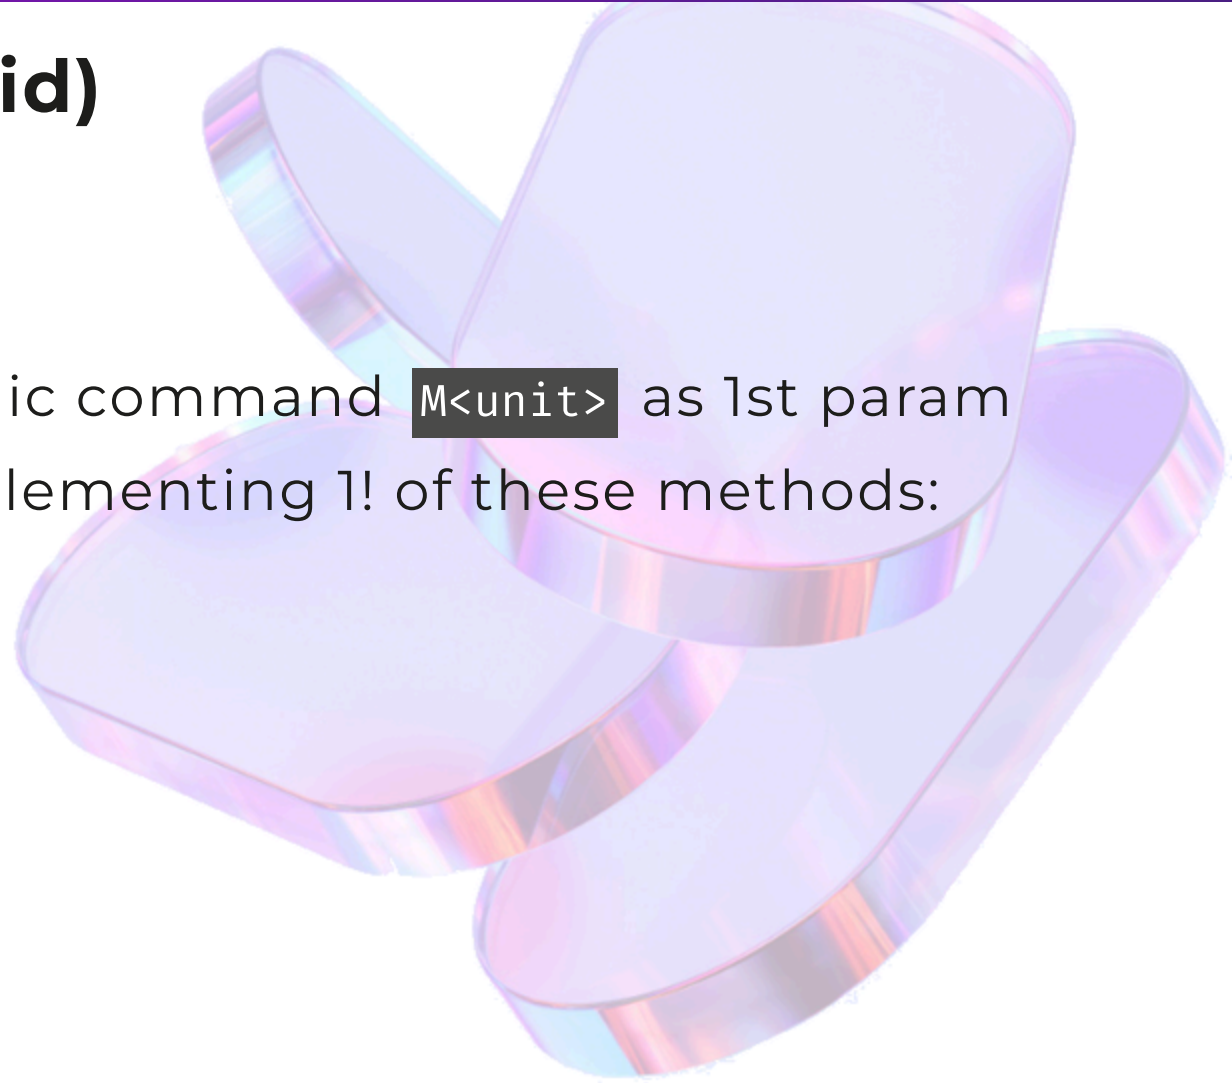 id)
ic command M<unit> as 1st param
lementing 1! of these methods: